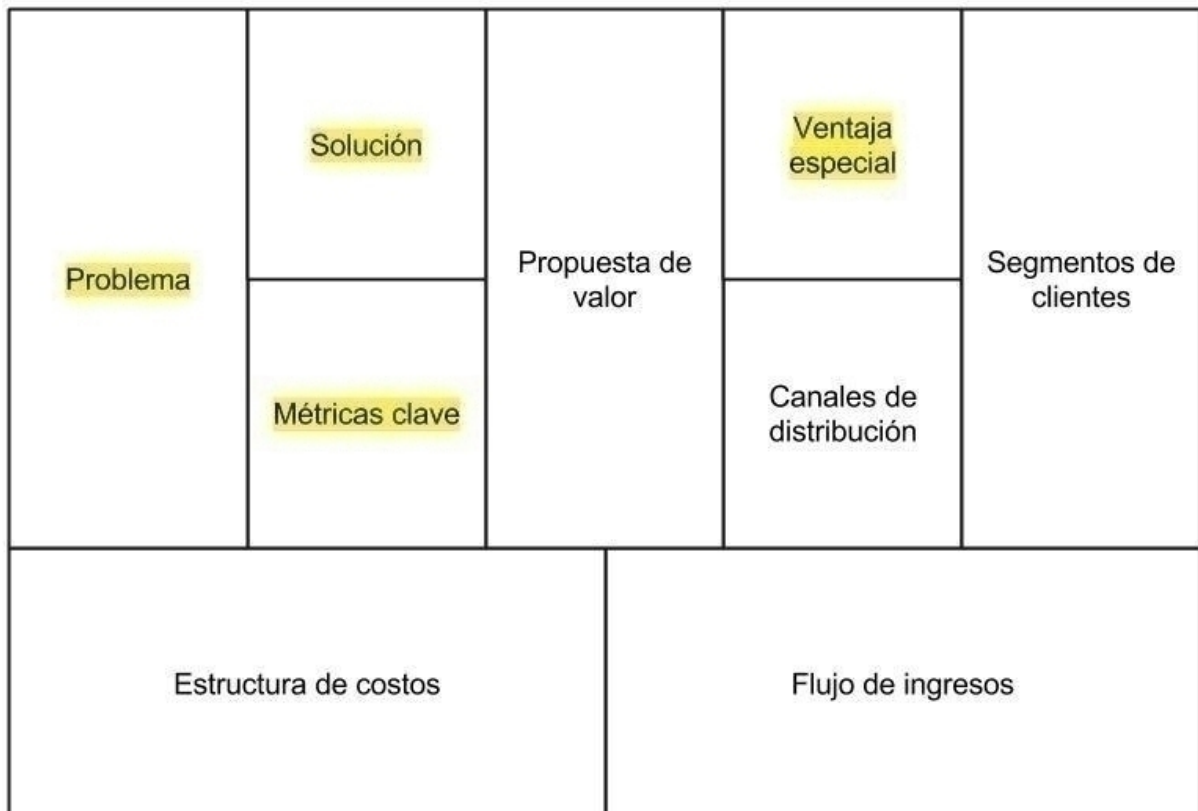 Problema
Solución
Métricas clave
Propuesta de
valor
Ventaja
especial
Canales de
distribución
Segmentos de
clientes
Estructura de costos
Flujo de ingresos